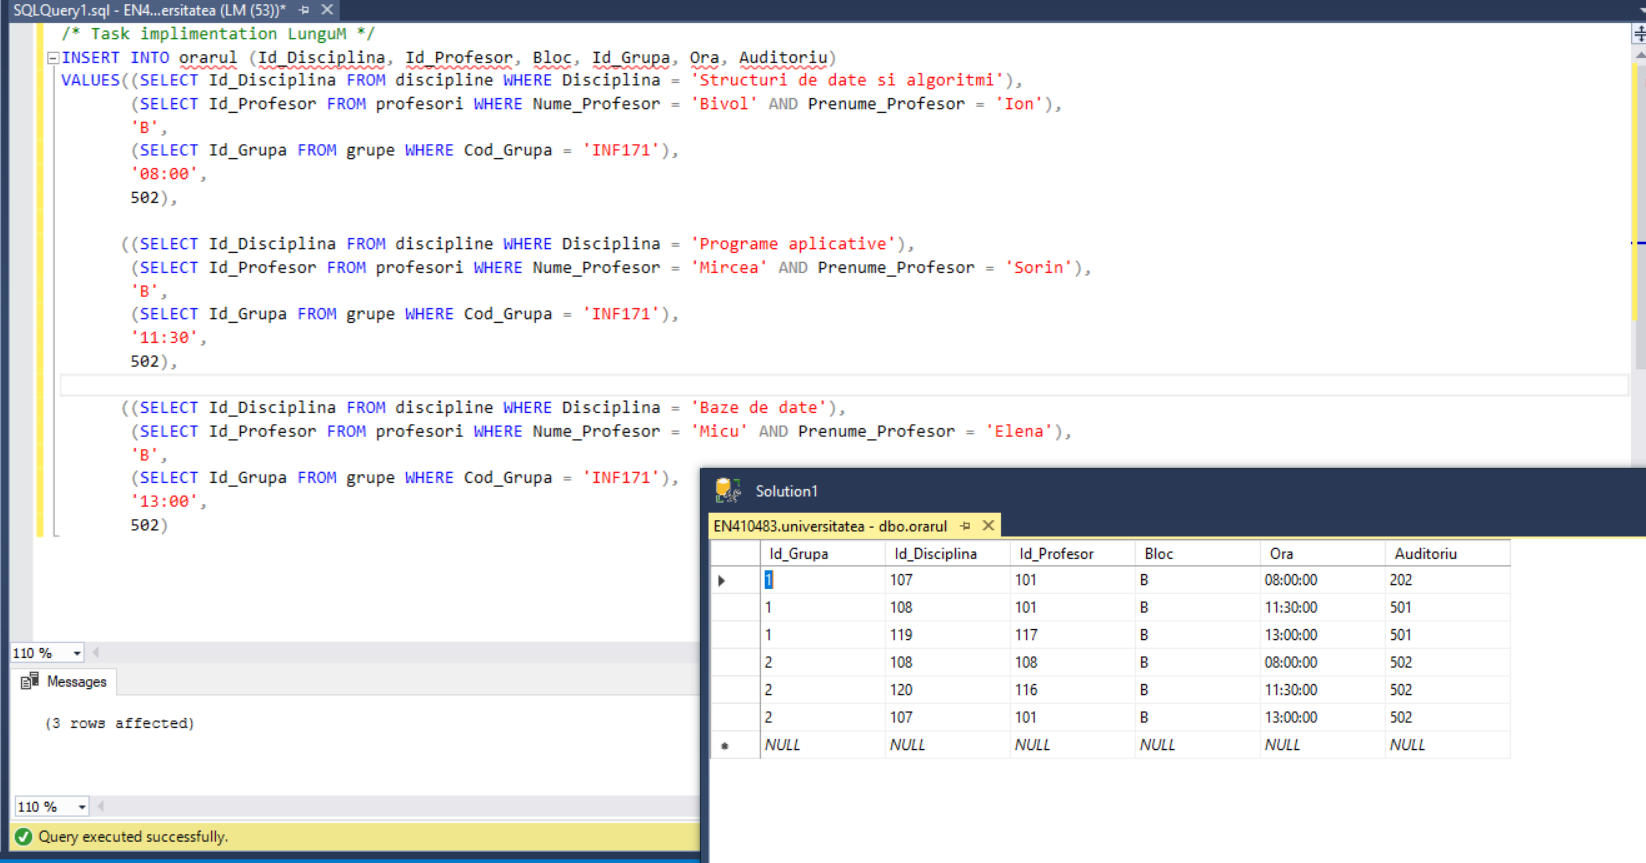 SQLQuery1.sql - EN4...ersitatea (LM (53))*
/* Task implimentation LunguM */
INSERT INTO orarul (Id_Disciplina, Id_Profesor, Bloc, Id_Grupa, Ora, Auditoriu)
VALUES((SELECT Id_Disciplina FROM discipline WHERE Disciplina = 'Structuri de date si algoritmi'),
(SELECT Id_Profesor FROM profesori WHERE Nume_Profesor = 'Bivol' AND Prenume_Profesor = 'Ion'),
'B',
(SELECT Id_Grupa FROM grupe WHERE Cod_Grupa = 'INF171'),
'08:00',
502),
((SELECT Id_Disciplina FROM discipline WHERE Disciplina = 'Programe aplicative'),
(SELECT Id_Profesor FROM profesori WHERE Nume_Profesor = 'Mircea' AND Prenume_Profesor = 'Sorin'),
'B',
(SELECT Id_Grupa FROM grupe WHERE Cod_Grupa = 'INF171'),
'11:30',
502),
((SELECT Id_Disciplina FROM discipline WHERE Disciplina = 'Baze de date'),
(SELECT Id_Profesor FROM profesori WHERE Nume_Profesor = 'Micu' AND Prenume_Profesor = 'Elena'),
'B',
(SELECT Id_Grupa FROM grupe WHERE Cod_Grupa = 'INF171'),
'13:00',
502)
110 %
Messages
(3 rows affected)
110 %
Query executed successfully.
Solution1
EN410483.universitatea - dbo.orarul
Id_Grupa Id_Disciplina Id_Profesor Bloc Ora Auditoriu
1 107 101 B 08:00:00 202
1 108 101 B 11:30:00 501
1 119 117 B 13:00:00 501
2 108 108 B 08:00:00 502
2 120 116 B 11:30:00 502
2 107 101 B 13:00:00 502
NULL NULL NULL NULL NULL NULL